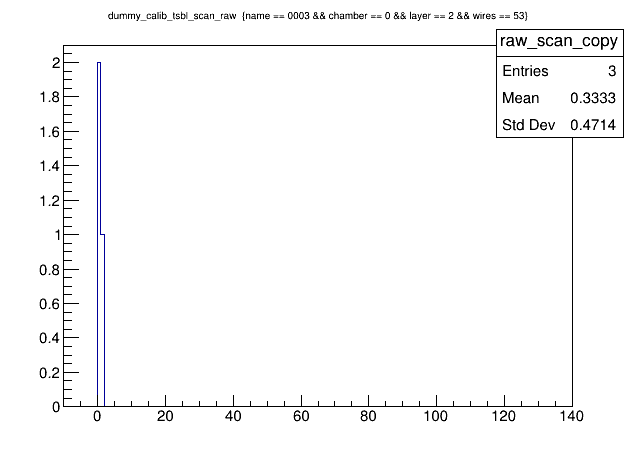 dummy_calib_tsbl_scan_raw {name == 0003 && chamber == 0 && layer == 2 && wires == 53}
raw_scan_copy
Entries 3
Mean 0.3333
Std Dev 0.4714
2
1.8
1.6
1.4
1.2
1
0.8
0.6
0.4
0.2
0
0 20 40 60 80 100 120 140